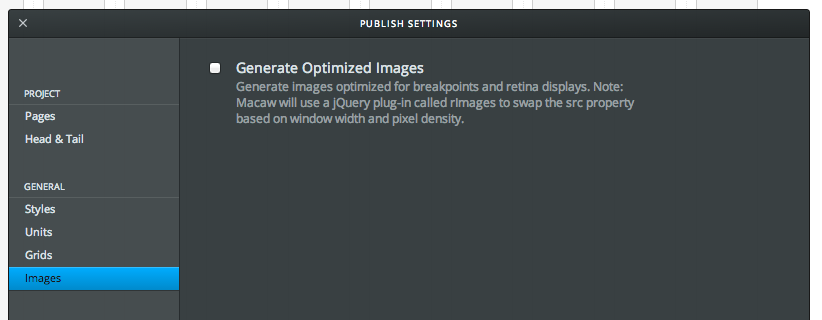 PUBLISH SETTINGS
PROJECT
Pages
Head & Tail
GENERAL
Styles
Units
Grids
Images
Generate Optimized Images
Generate images optimized for breakpoints and retina displays. Note:
Macaw will use a jQuery plug-in called rImages to swap the src property
based on window width and pixel density.